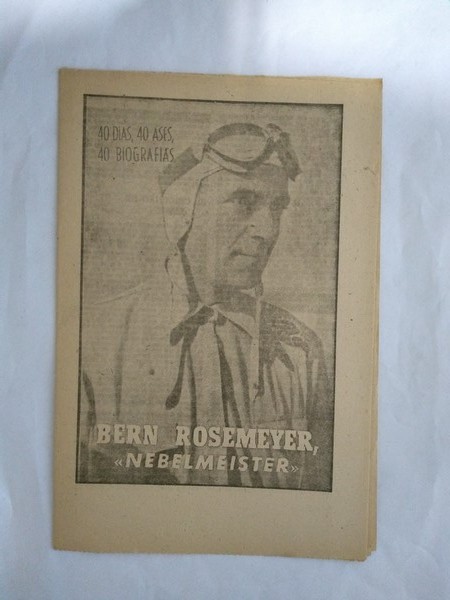 40 DIAS, 40 ASES,
40 BIOGRAFIAS
BERN ROSEMEYER,
«NEBELMEISTER»